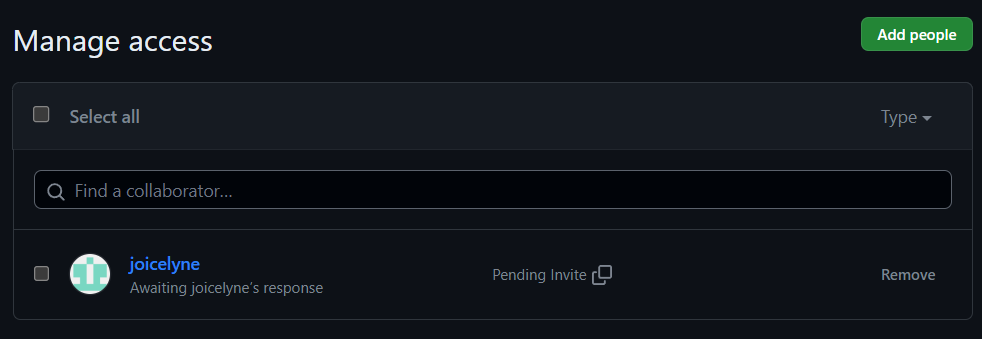 Manage access
Add people
Select all
Type
Find a collaborator...
joicelyne
Awaiting joicelyne's response
Pending Invite
Remove